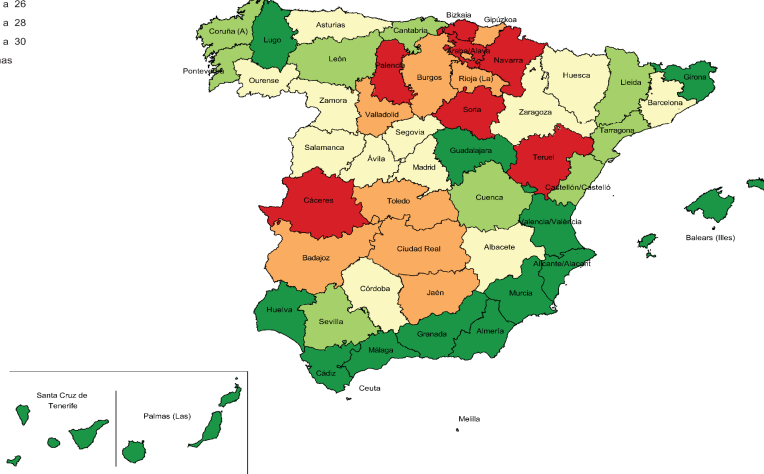 a 26
a 28
a 30
Bizkaia
Gipúzkoa
Asturias
Cantabria
Coruña (A)
Lugo
Araba/Álava
León
Palencia
Navarra
Pontevedra
Burgos
Rioja (La)
Huesca
Lleida
Girona
Ourense
Zamora
Valladolid
Soria
Zaragoza
Barcelona
Segovia
Tarragona
Salamanca
Ávila
Guadalajara
Teruel
Madrid
Castellón/Castelló
Cáceres
Toledo
Cuenca
Valencia/València
Balears (Illes)
Ciudad Real
Albacete
Badajoz
Alicante/Alacant
Córdoba
Jaén
Murcia
Huelva
Sevilla
Granada
Almería
Málaga
Cádiz
Ceuta
Santa Cruz de
Tenerife
Palmas (Las)
Melilla